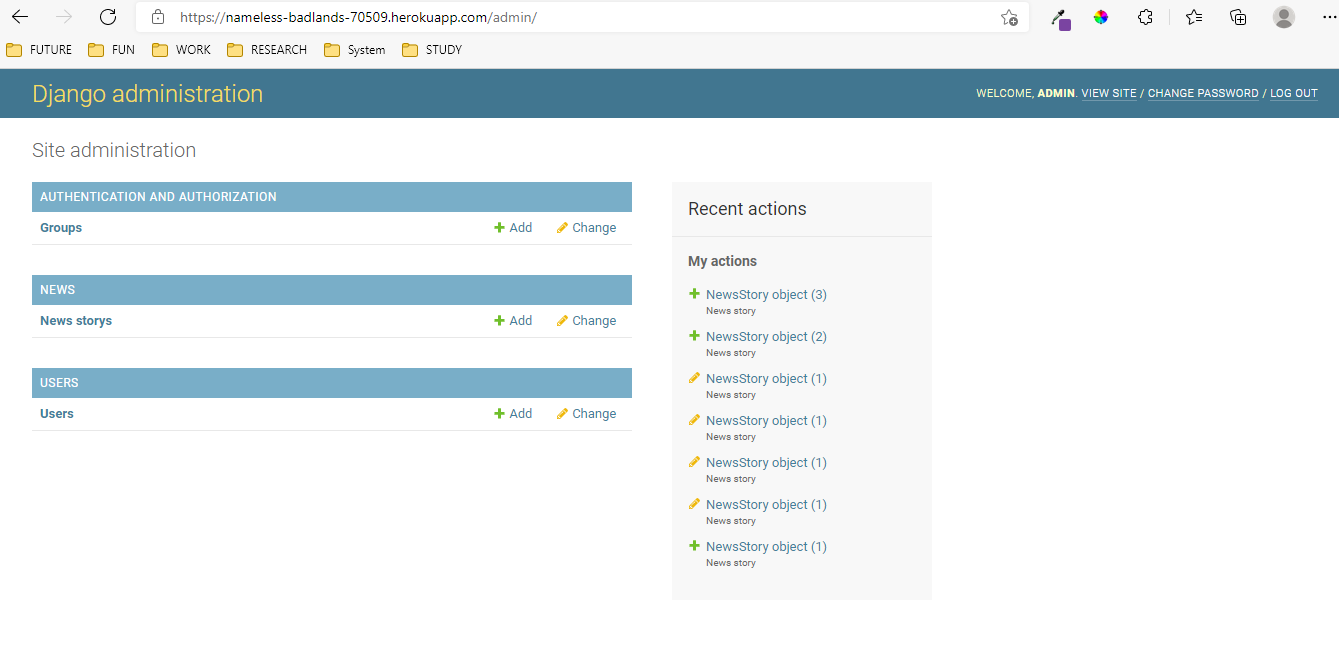 https://nameless-badlands-70509.herokuapp.com/admin/
FUTURE FUN WORK RESEARCH System STUDY
Django administration
WELCOME, ADMIN. VIEW SITE / CHANGE PASSWORD / LOG OUT
Site administration
AUTHENTICATION AND AUTHORIZATION
Groups Add Change
NEWS
News storys Add Change
USERS
Users Add Change
Recent actions
My actions
NewsStory object (3)
News story
NewsStory object (2)
News story
NewsStory object (1)
News story
NewsStory object (1)
News story
NewsStory object (1)
News story
NewsStory object (1)
News story
NewsStory object (1)
News story